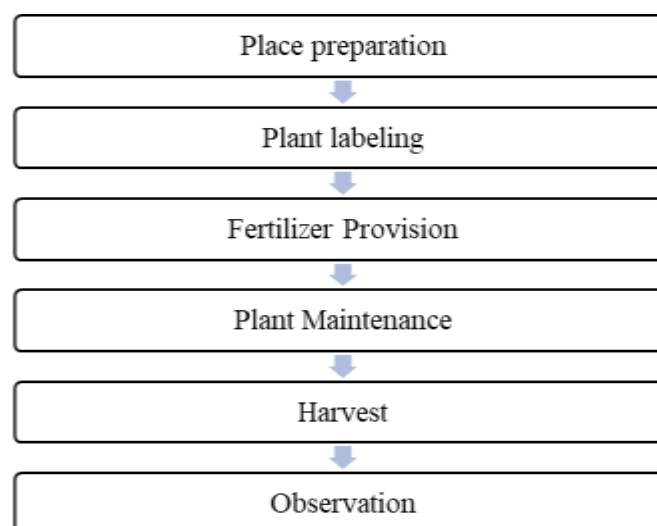 Place preparation
Plant labeling
Fertilizer Provision
Plant Maintenance
Harvest
Observation